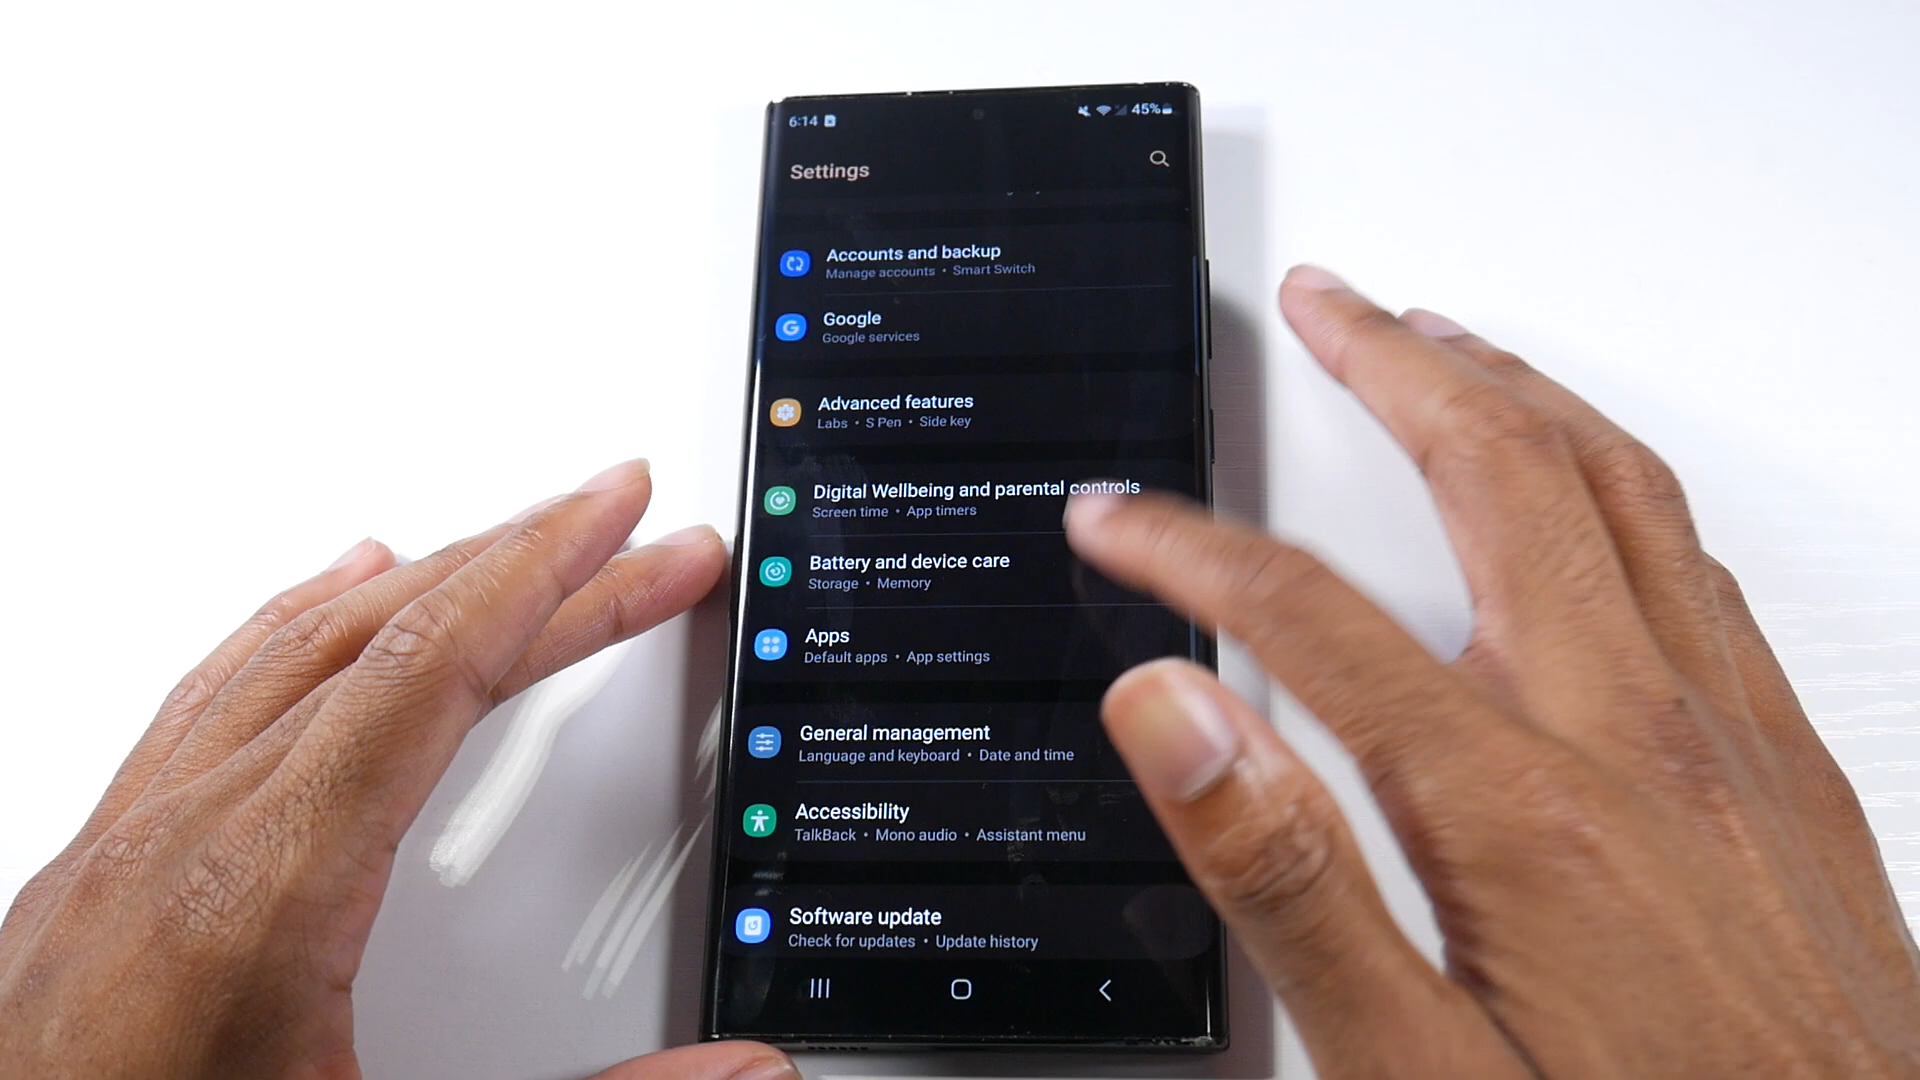 6:14
45%
Settings
Accounts and backup
Manage accounts • Smart Switch
Google
Google services
Advanced features
Labs • S Pen • Side key
Digital Wellbeing and parental controls
Screen time • App timers
Battery and device care
Storage • Memory
Apps
Default apps • App settings
General management
Language and keyboard • Date and time
Accessibility
TalkBack • Mono audio • Assistant menu
Software update
Check for updates • Update history